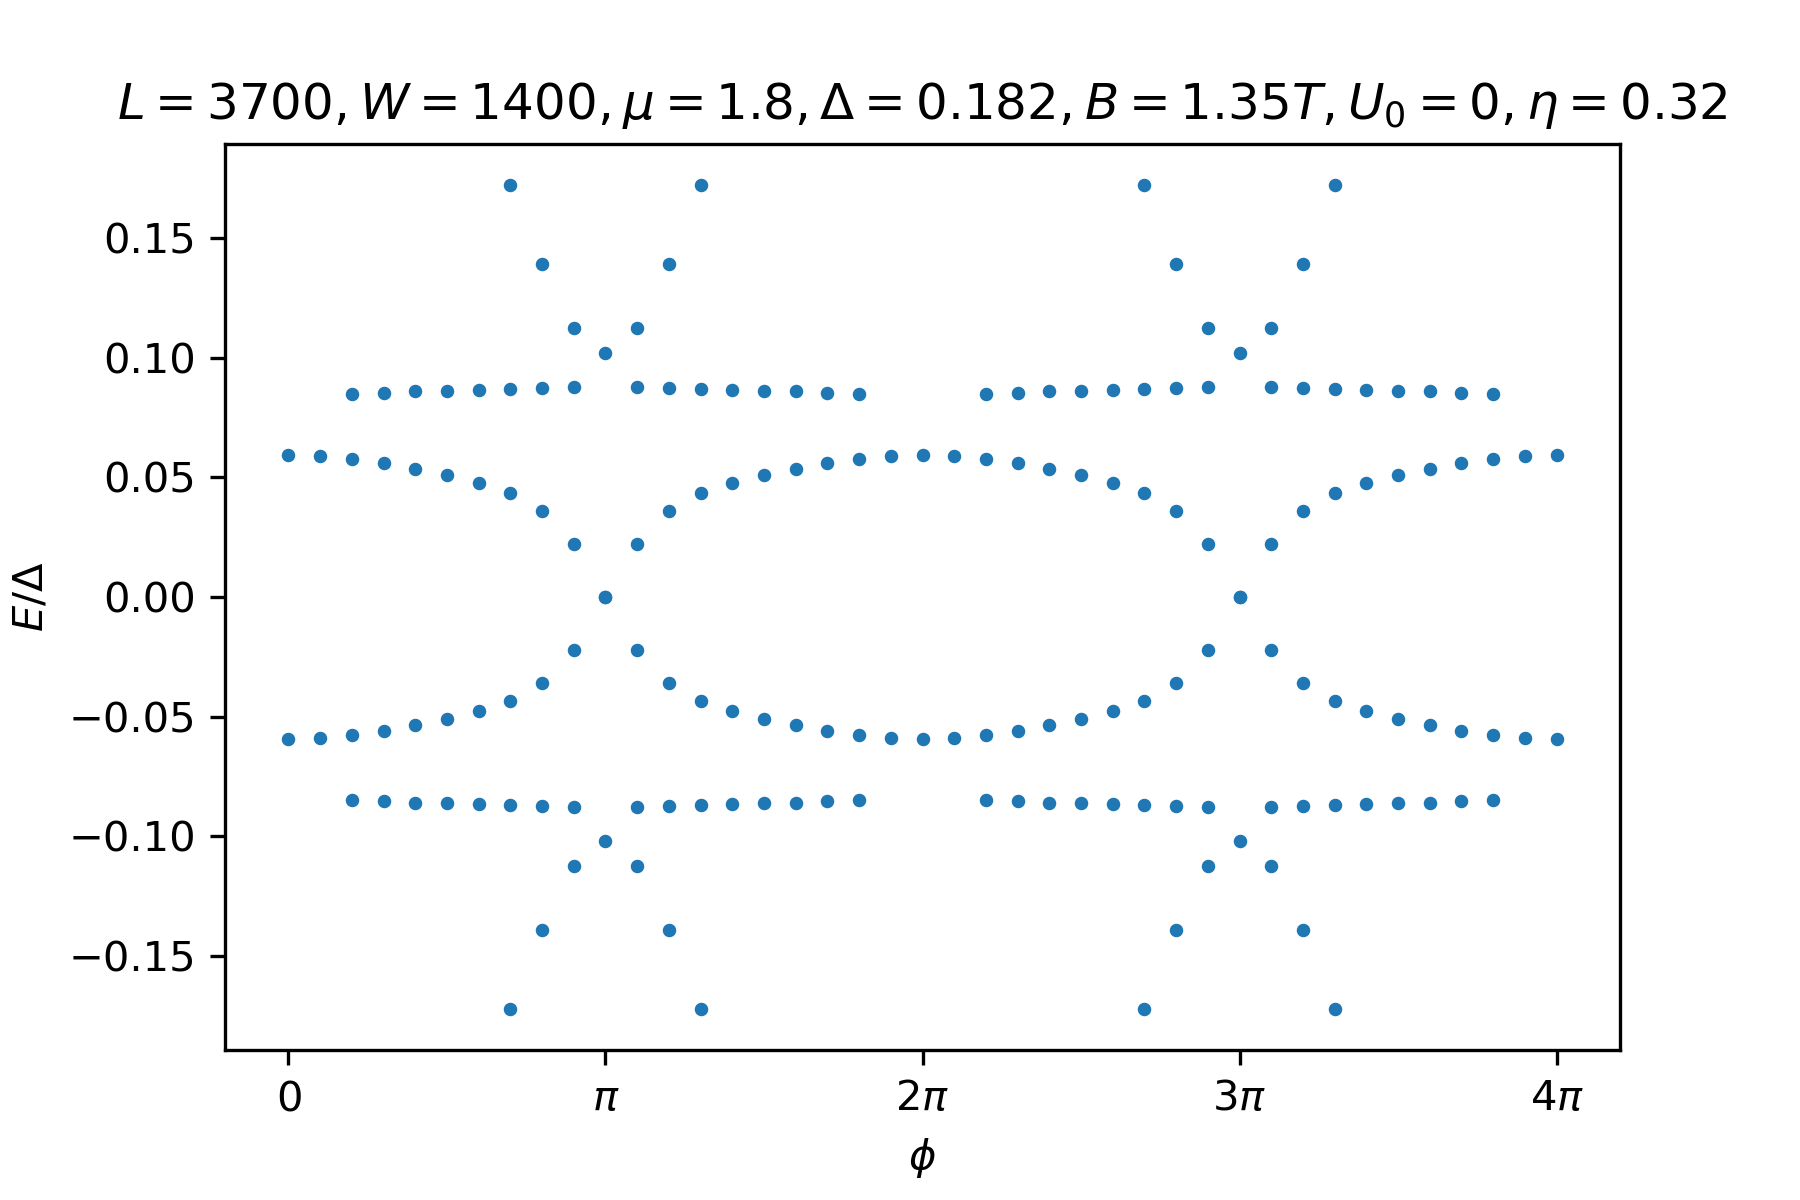 L = 3700, W = 1400, μ = 1.8, Δ = 0.182, B = 1.35T, U₀ = 0, η = 0.32
0.15
0.10
0.05
0.00
−0.05
−0.10
−0.15
E/Δ
0 π 2π 3π 4π
ϕ